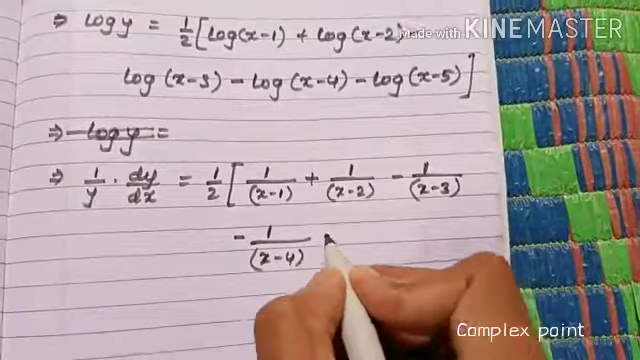 ⇒ log y = 1/2 [log(x-1) + log(x-2)
Made with KINEMASTER
log (x-3) - log (x-4) - log (x-5)]
⇒ log y =
⇒ 1/y · dy/dx = 1/2 [1/(x-1) + 1/(x-2) - 1/(x-3)
- 1/(x-4)
Complex point